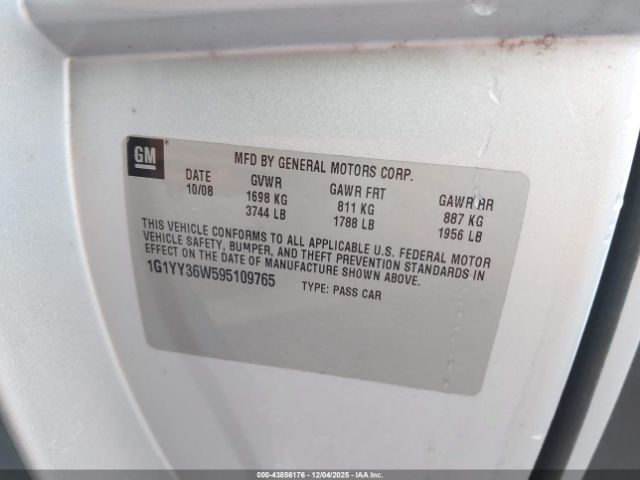 GM
MFD BY GENERAL MOTORS CORP.
DATE GVWR GAWR FRT GAWR RR
10/08 1698 KG 811 KG 887 KG
3744 LB 1788 LB 1956 LB
THIS VEHICLE CONFORMS TO ALL APPLICABLE U.S. FEDERAL MOTOR
VEHICLE SAFETY, BUMPER, AND THEFT PREVENTION STANDARDS IN
EFFECT ON THE DATE OF MANUFACTURE SHOWN ABOVE.
1G1YY36W595109765 TYPE: PASS CAR
00-43856176 - 12/04/2025 - IAA Inc.